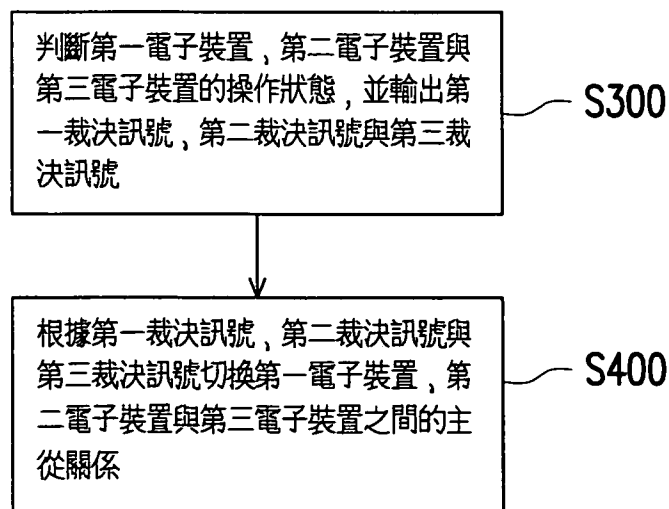 判斷第一電子裝置，第二電子裝置與
第三電子裝置的操作狀態，並輸出第
一裁決訊號，第二裁決訊號與第三裁
決訊號
S300
根據第一裁決訊號，第二裁決訊號與
第三裁決訊號切換第一電子裝置，第
二電子裝置與第三電子裝置之間的主
從關係
S400